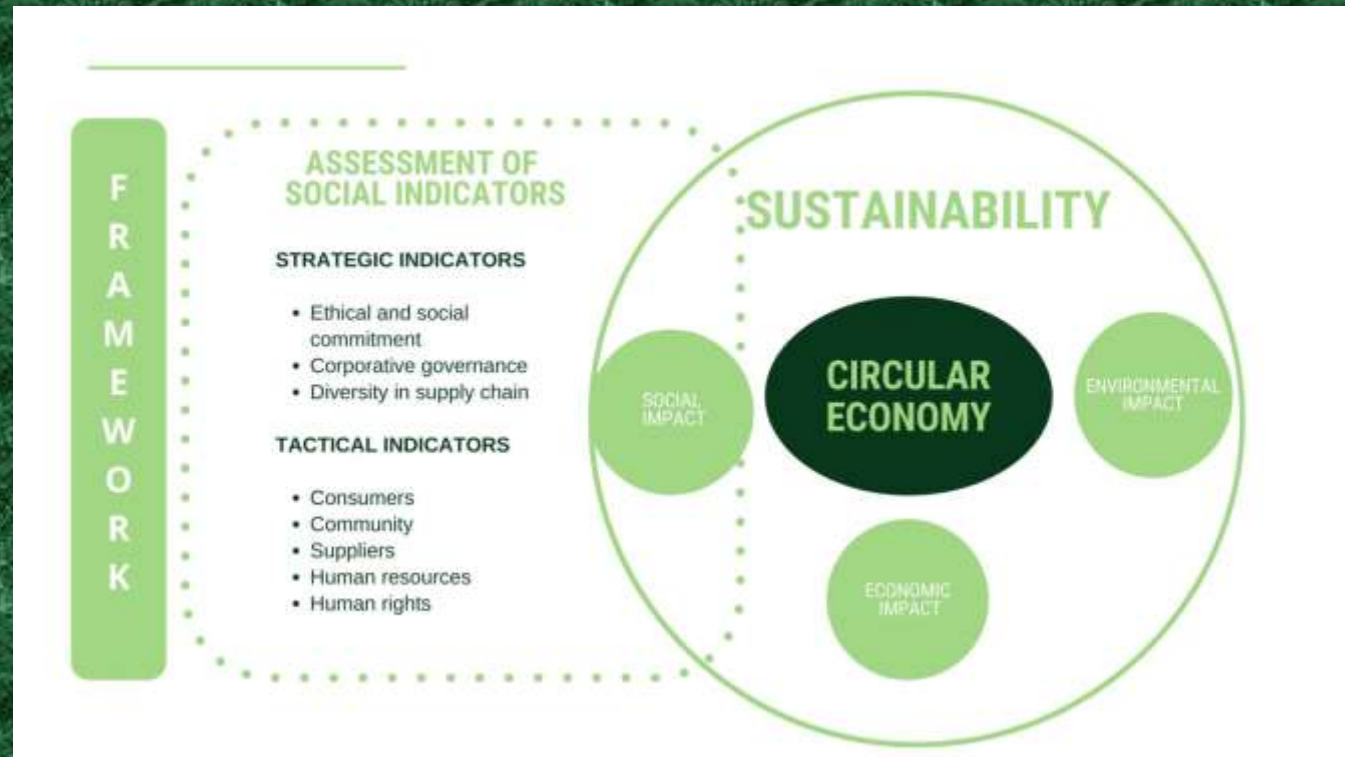 FRAMEWORK
ASSESSMENT OF
SOCIAL INDICATORS
STRATEGIC INDICATORS
• Ethical and social
commitment
• Corporative governance
• Diversity in supply chain
TACTICAL INDICATORS
• Consumers
• Community
• Suppliers
• Human resources
• Human rights
SUSTAINABILITY
SOCIAL
IMPACT
CIRCULAR
ECONOMY
ENVIRONMENTAL
IMPACT
ECONOMIC
IMPACT